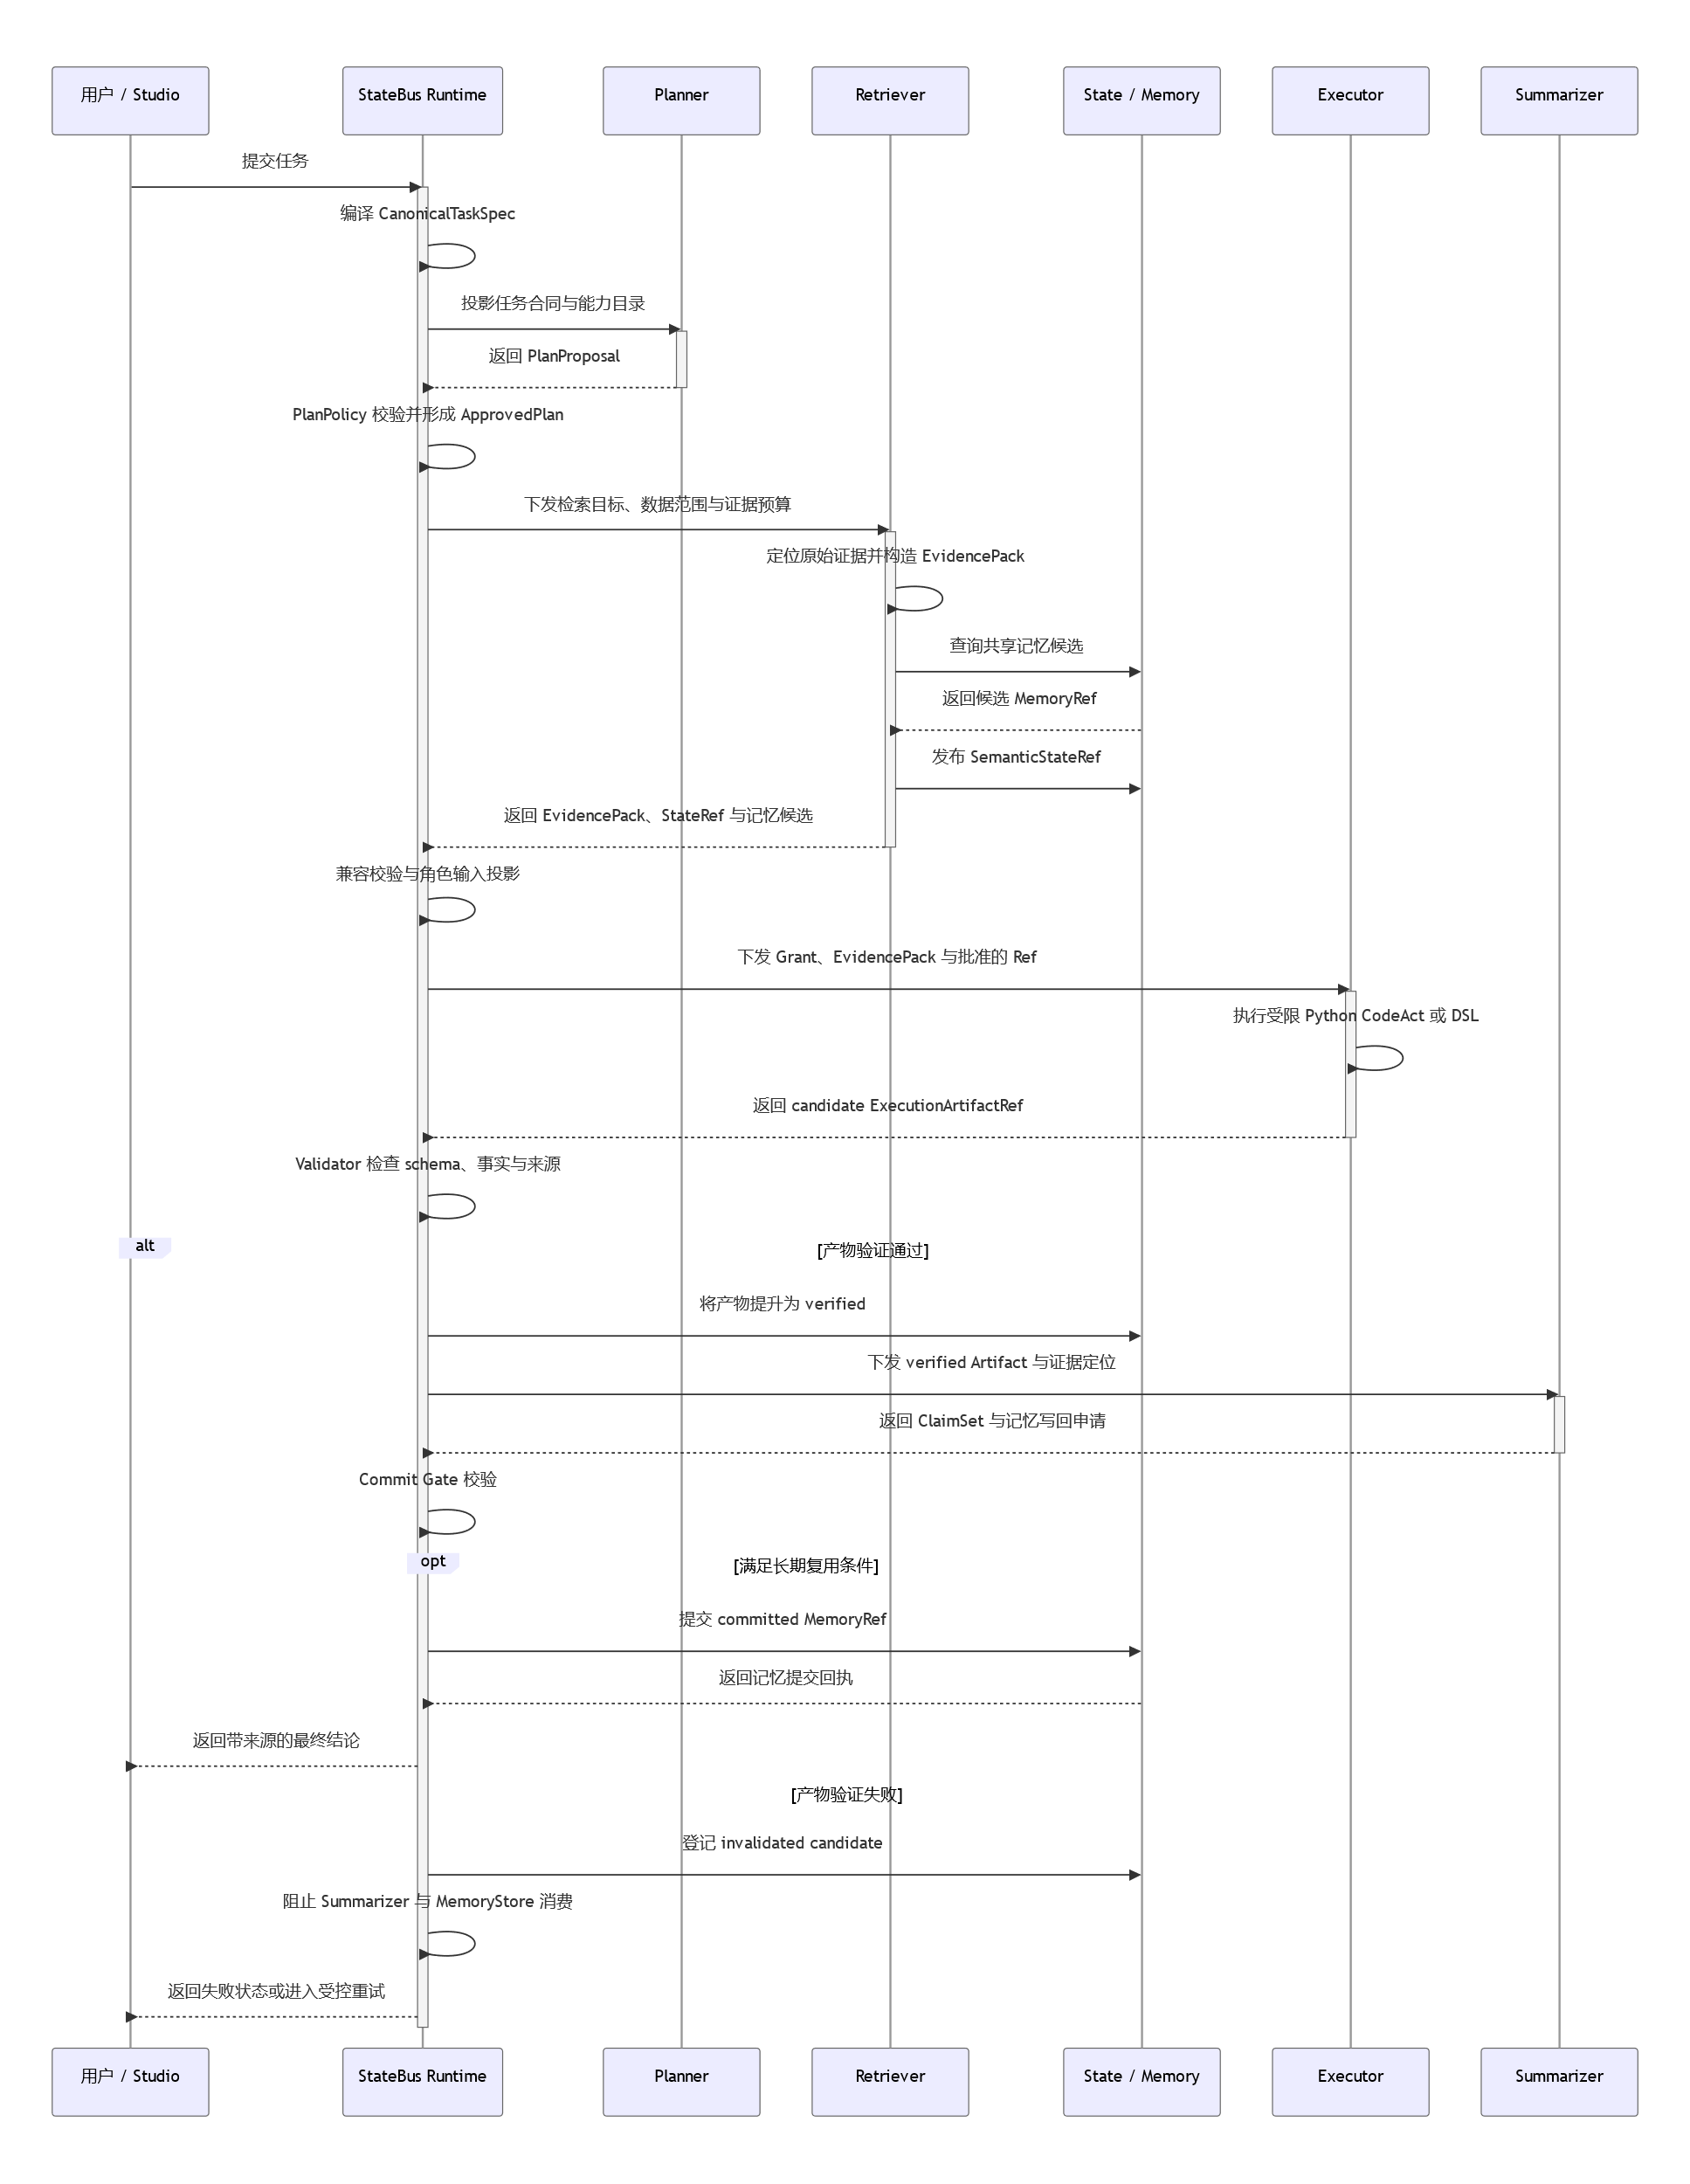 用户 / Studio
StateBus Runtime
Planner
Retriever
State / Memory
Executor
Summarizer
提交任务
编译 CanonicalTaskSpec
投影任务合同与能力目录
返回 PlanProposal
PlanPolicy 校验并形成 ApprovedPlan
下发检索目标、数据范围与证据预算
定位原始证据并构造 EvidencePack
查询共享记忆候选
返回候选 MemoryRef
发布 SemanticStateRef
返回 EvidencePack、StateRef 与记忆候选
兼容校验与角色输入投影
下发 Grant、EvidencePack 与批准的 Ref
执行受限 Python CodeAct 或 DSL
返回 candidate ExecutionArtifactRef
Validator 检查 schema、事实与来源
alt
[产物验证通过]
将产物提升为 verified
下发 verified Artifact 与证据定位
返回 ClaimSet 与记忆写回申请
Commit Gate 校验
opt
[满足长期复用条件]
提交 committed MemoryRef
返回记忆提交回执
返回带来源的最终结论
[产物验证失败]
登记 invalidated candidate
阻止 Summarizer 与 MemoryStore 消费
返回失败状态或进入受控重试
用户 / Studio
StateBus Runtime
Planner
Retriever
State / Memory
Executor
Summarizer